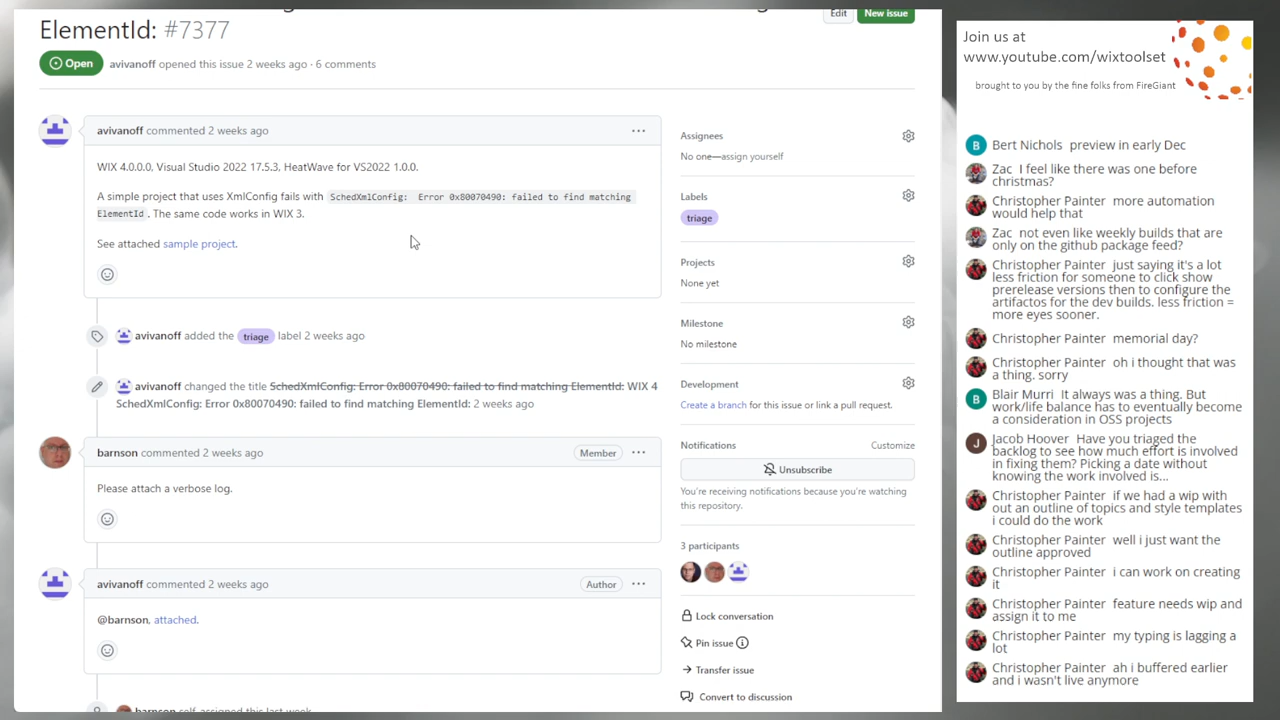 ElementId: #7377
Edit
New issue
Open
avivanoff opened this issue 2 weeks ago · 6 comments
avivanoff commented 2 weeks ago
WIX 4.0.0.0, Visual Studio 2022 17.5.3, HeatWave for VS2022 1.0.0.
A simple project that uses XmlConfig fails with SchedXmlConfig: Error 0x80070490: failed to find matching
ElementId. The same code works in WIX 3.
See attached sample project.
avivanoff added the triage label 2 weeks ago
avivanoff changed the title SchedXmlConfig: Error 0x80070490: failed to find matching ElementId: WIX 4
SchedXmlConfig: Error 0x80070490: failed to find matching ElementId: 2 weeks ago
barnson commented 2 weeks ago
Member
Please attach a verbose log.
avivanoff commented 2 weeks ago
Author
@barnson, attached.
barnson self-assigned this last week
Assignees
No one—assign yourself
Labels
triage
Projects
None yet
Milestone
No milestone
Development
Create a branch for this issue or link a pull request.
Notifications
Customize
Unsubscribe
You're receiving notifications because you're watching
this repository.
3 participants
Lock conversation
Pin issue
Transfer issue
Convert to discussion
Join us at
www.youtube.com/wixtoolset
brought to you by the fine folks from FireGiant
B
Bert Nichols preview in early Dec
Zac I feel like there was one before
christmas?
Christopher Painter more automation
would help that
Zac not even like weekly builds that are
only on the github package feed?
Christopher Painter just saying it's a lot
less friction for someone to click show
prerelease versions then to configure the
artifactos for the dev builds. less friction =
more eyes sooner.
Christopher Painter memorial day?
Christopher Painter oh i thought that was
a thing. sorry
B
Blair Murri It always was a thing. But
work/life balance has to eventually become
a consideration in OSS projects
J
Jacob Hoover Have you triaged the
backlog to see how much effort is involved
in fixing them? Picking a date without
knowing the work involved is...
Christopher Painter if we had a wip with
out an outline of topics and style templates
i could do the work
Christopher Painter well i just want the
outline approved
Christopher Painter i can work on creating
it
Christopher Painter feature needs wip and
assign it to me
Christopher Painter my typing is lagging a
lot
Christopher Painter ah i buffered earlier
and i wasn't live anymore